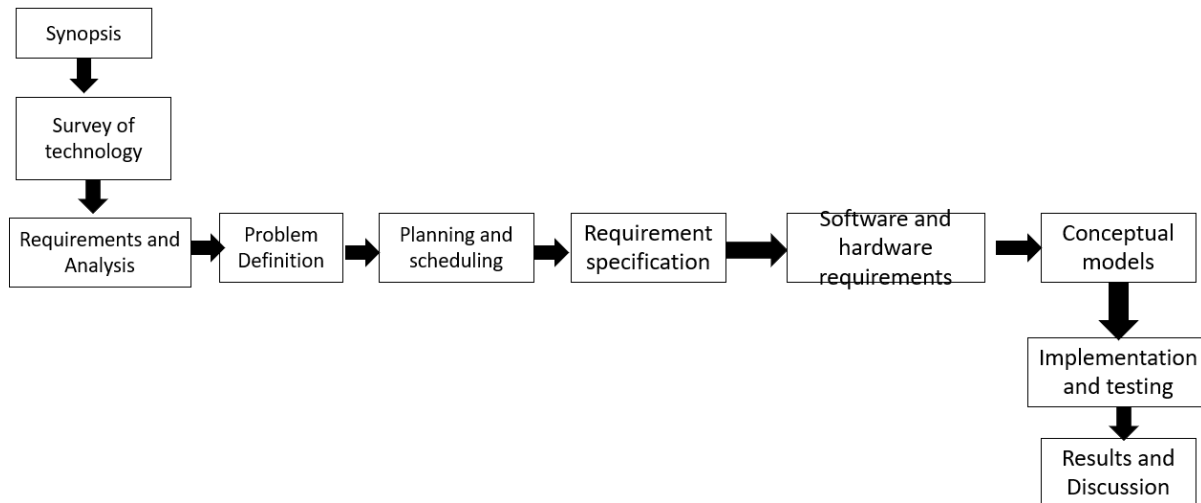 Synopsis
Survey of
technology
Requirements and
Analysis
Problem
Definition
Planning and
scheduling
Requirement
specification
Software and
hardware
requirements
Conceptual
models
Implementation
and testing
Results and
Discussion